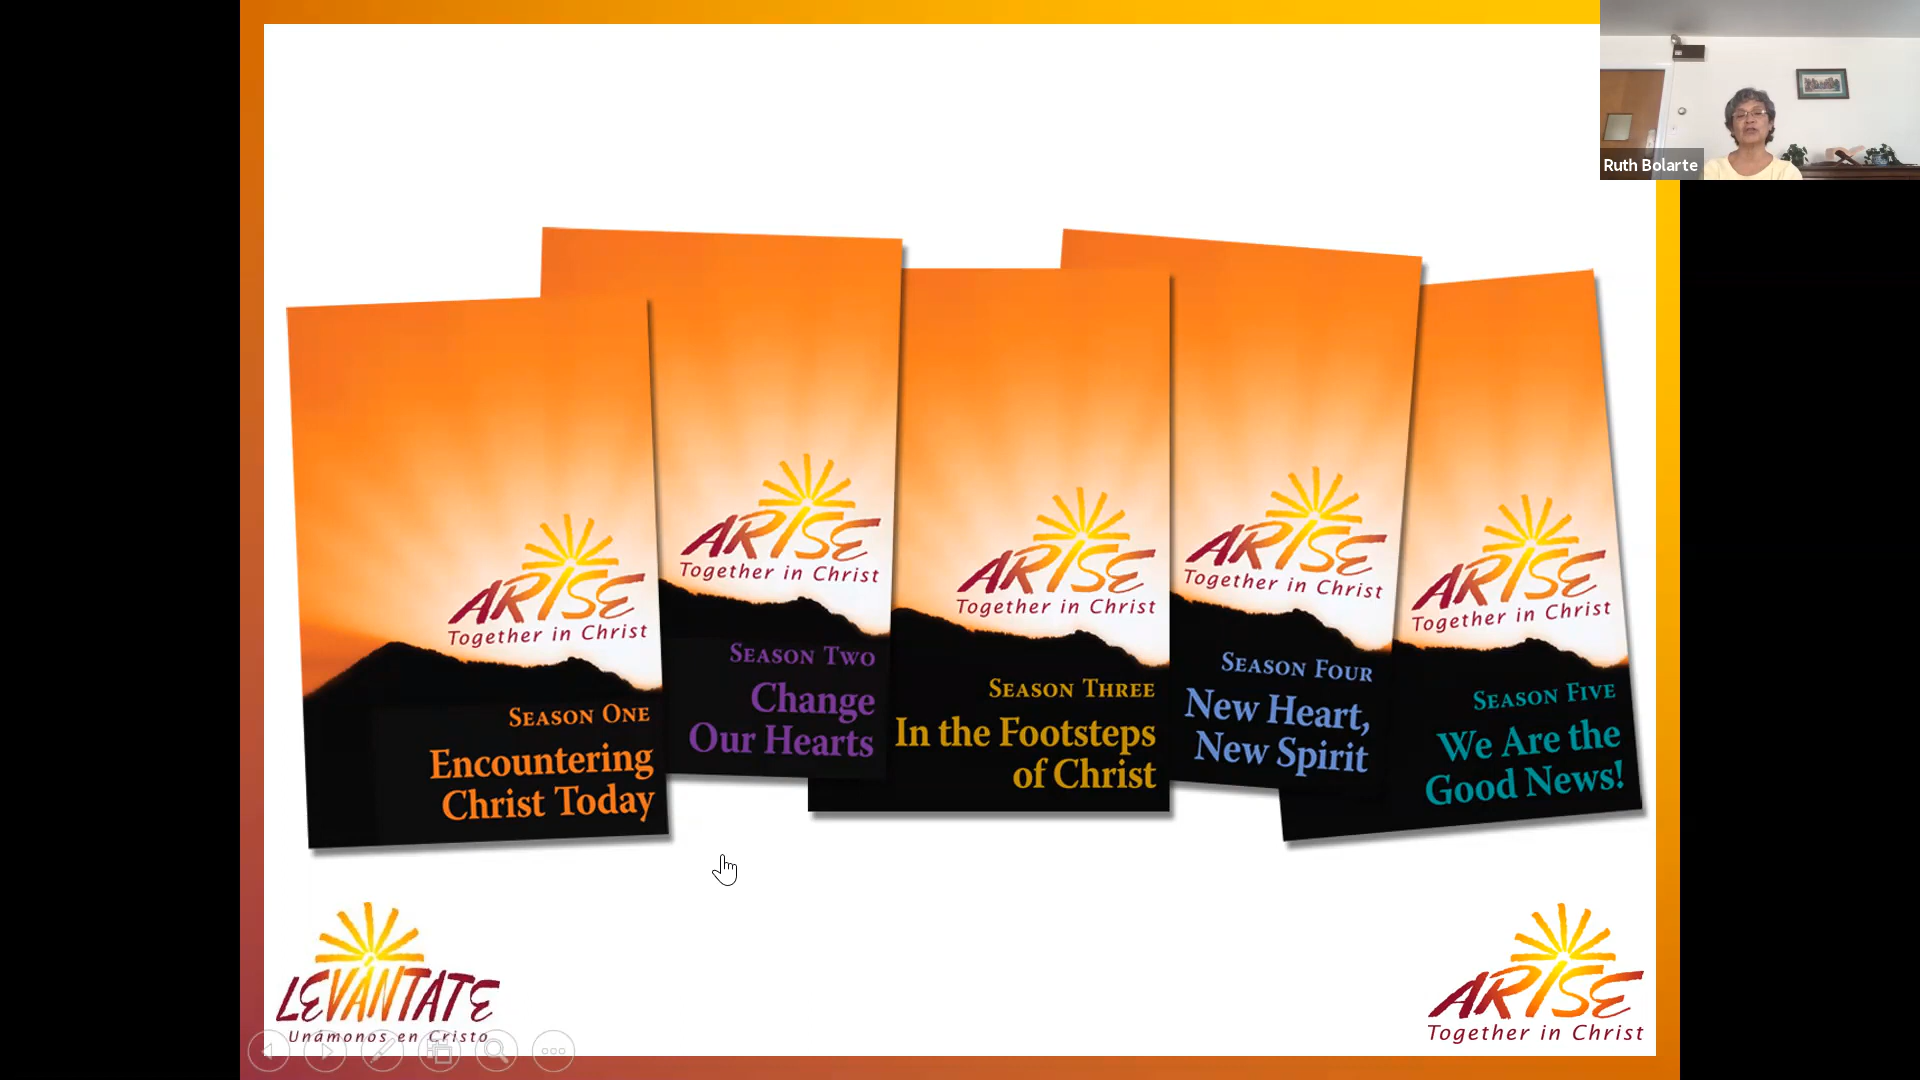 Ruth Bolarte
ARISE
Together in Christ
SEASON ONE
Encountering
Christ Today
ARISE
Together in Christ
SEASON TWO
Change
Our Hearts
ARISE
Together in Christ
SEASON THREE
In the Footsteps
of Christ
ARISE
Together in Christ
SEASON FOUR
New Heart,
New Spirit
ARISE
Together in Christ
SEASON FIVE
We Are the
Good News!
LEVÁNTATE
Unámonos en Cristo
ARISE
Together in Christ